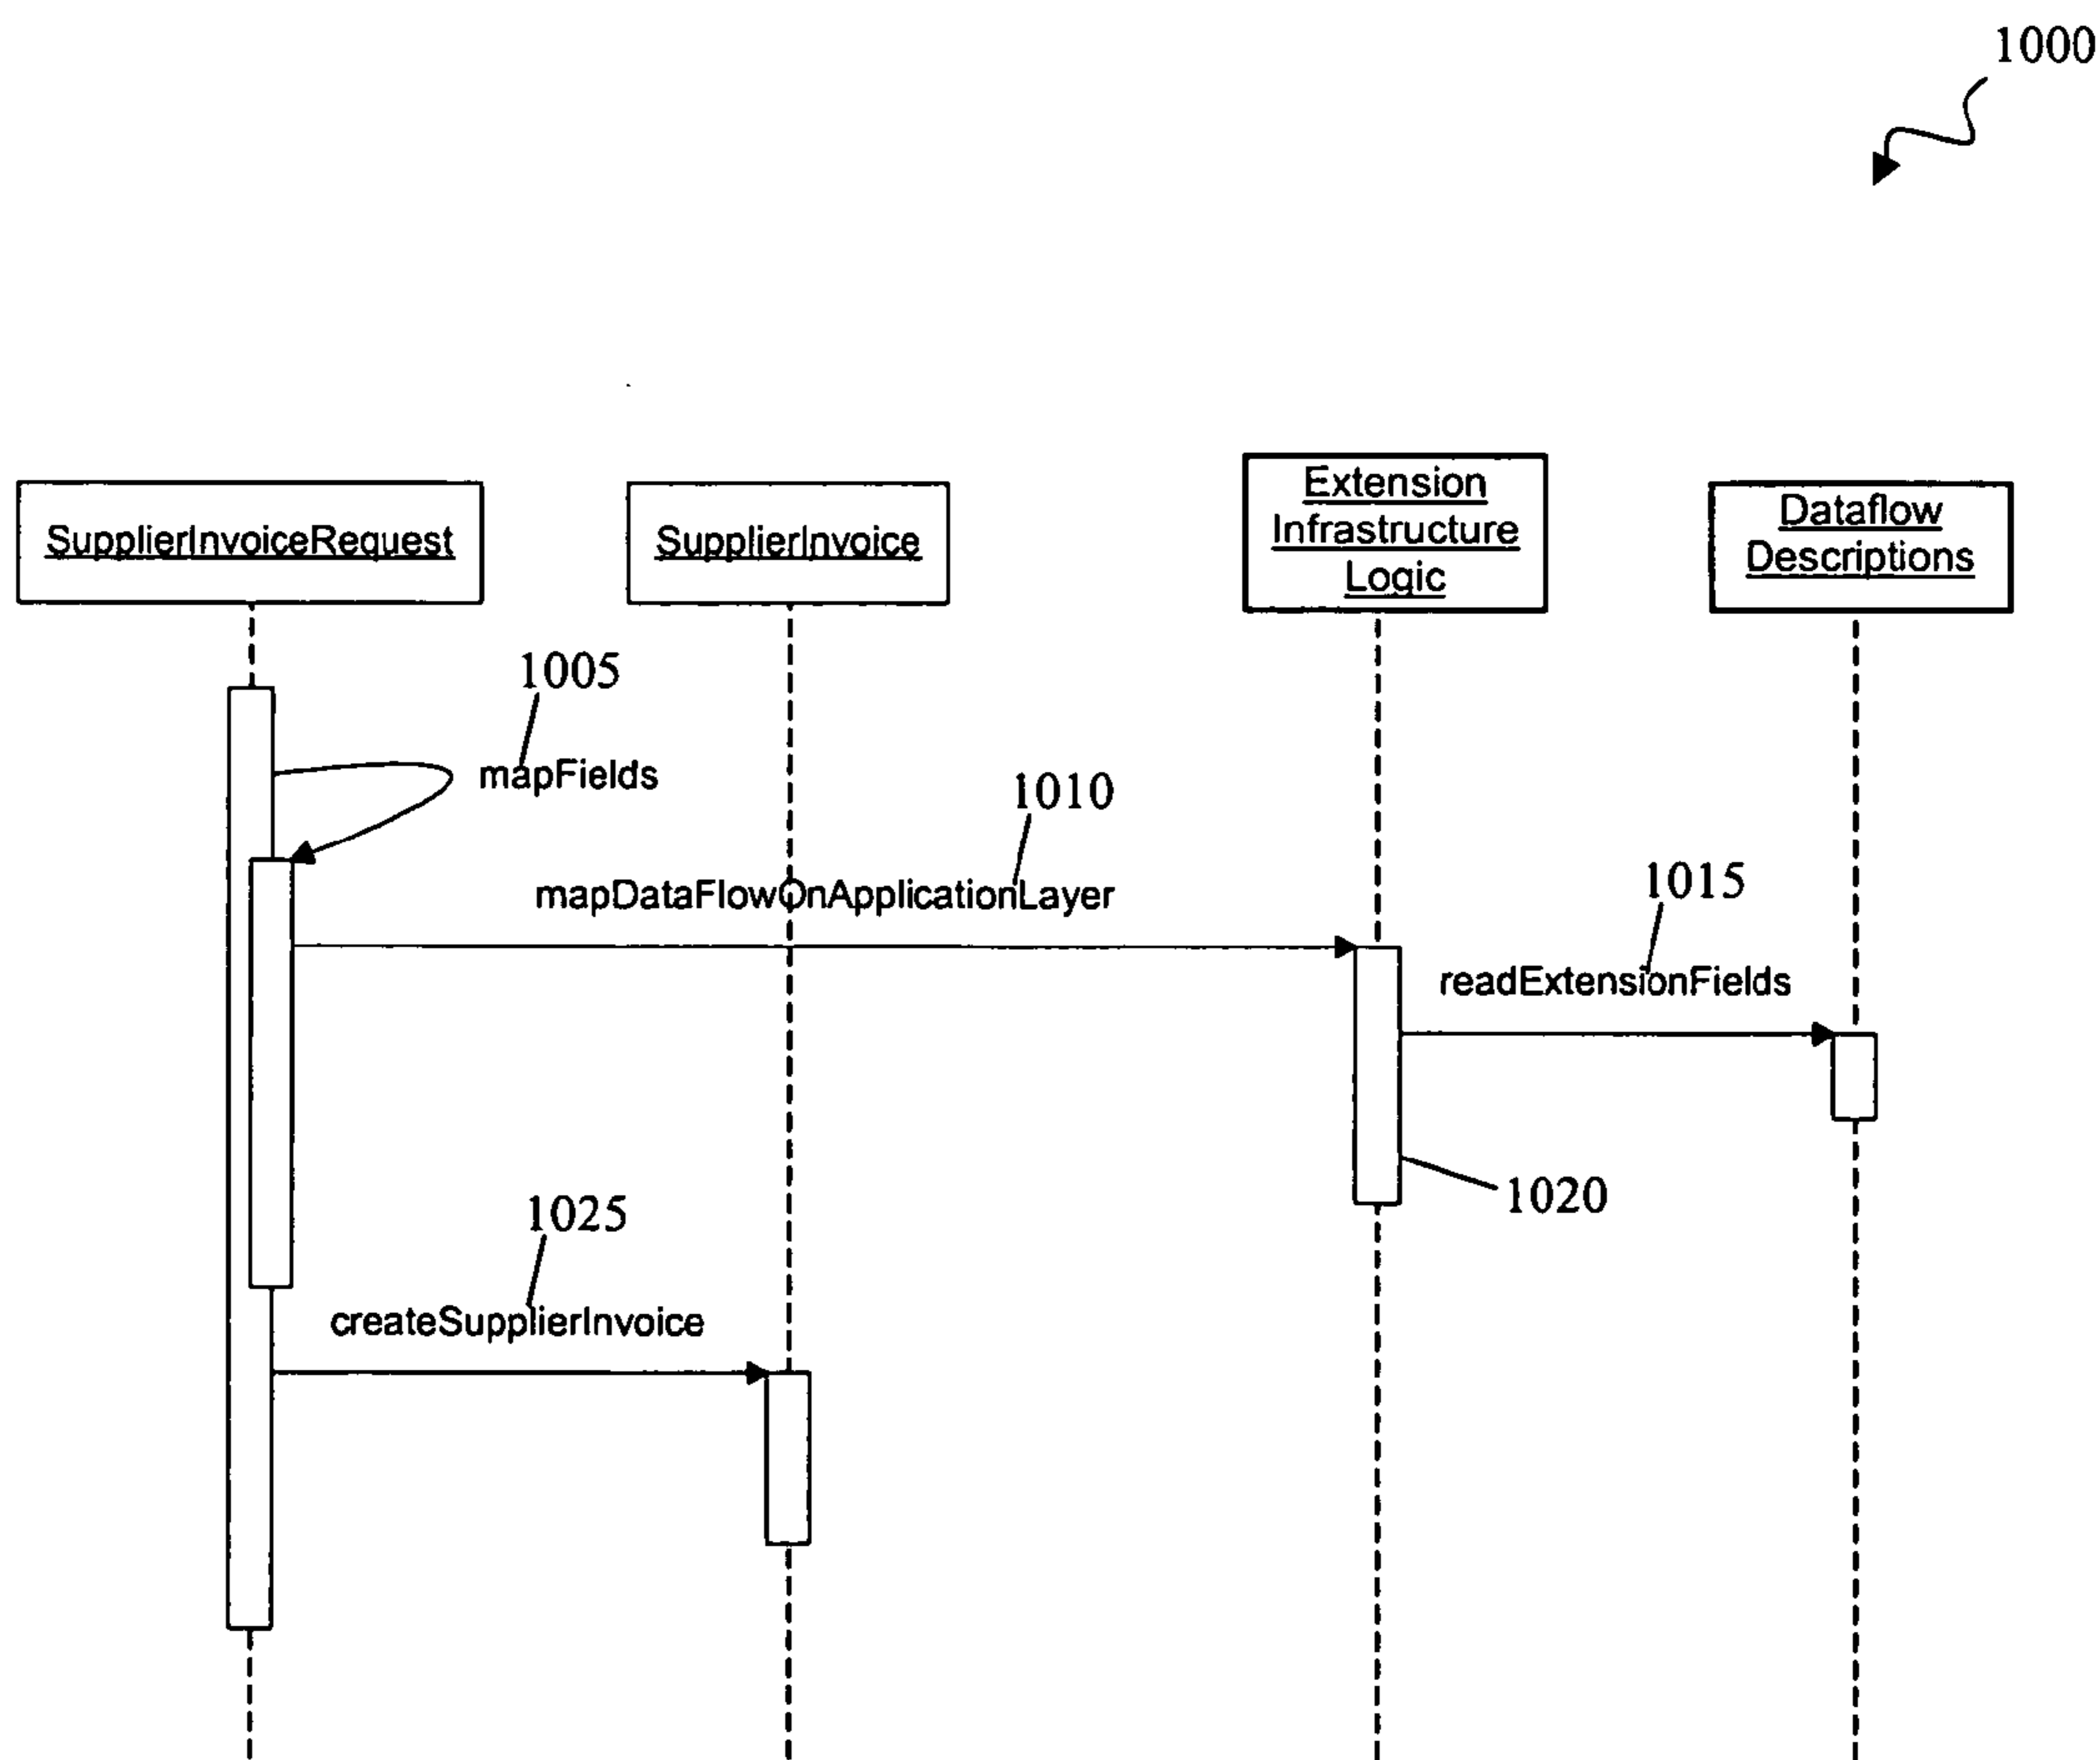 1000
SupplierInvoiceRequest
SupplierInvoice
Extension
Infrastructure
Logic
Dataflow
Descriptions
1005
mapFields
1010
mapDataFlowOnApplicationLayer
1015
readExtensionFields
1020
1025
createSupplierInvoice